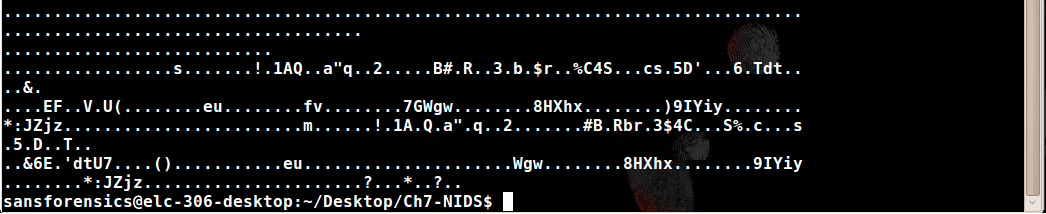 ................................................................................
....................................
...........................
.................s.......!.1AQ..a"q..2.....B#.R..3.b.$r..%C4S...cs.5D'...6.Tdt..
..&.
....EF..V.U(........eu........fv........7GWgw........8HXhx........)9IYiy........
*:JZjz........................m......!.1A.Q.a".q..2.......#B.Rbr.3$4C...S%.c...s
.5.D..T..
..&6E.'dtU7....()...........eu.....................Wgw........8HXhx........9IYiy
........*:JZjz......................?...*..?..
sansforensics@elc-306-desktop:~/Desktop/Ch7-NIDS$